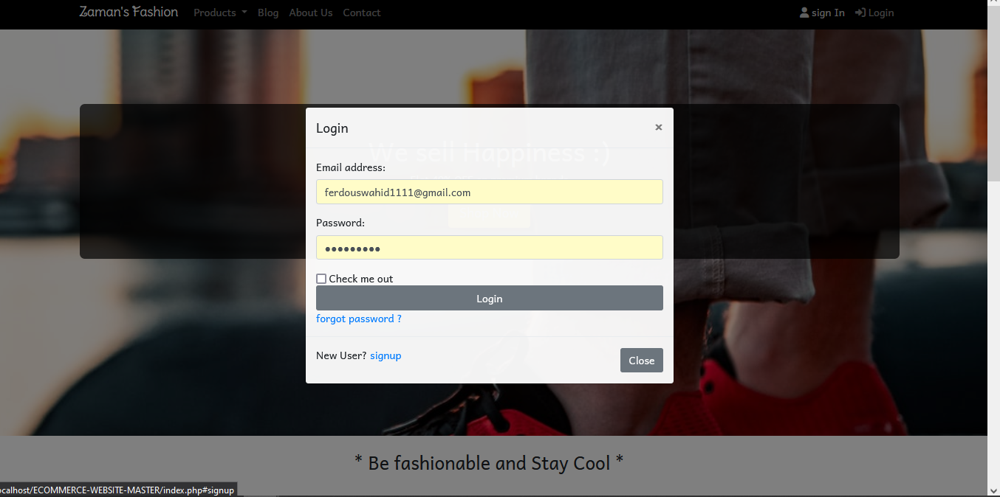 Zaman's Fashion Products Blog About Us Contact sign In Login
Login ×
We sell Happiness :)
Email address:
ferdouswahid1111@gmail.com
Password:
●●●●●●●●●
Check me out
Login
forgot password ?
New User? signup
Close
* Be fashionable and Stay Cool *
ocalhost/ECOMMERCE-WEBSITE-MASTER/index.php#signup